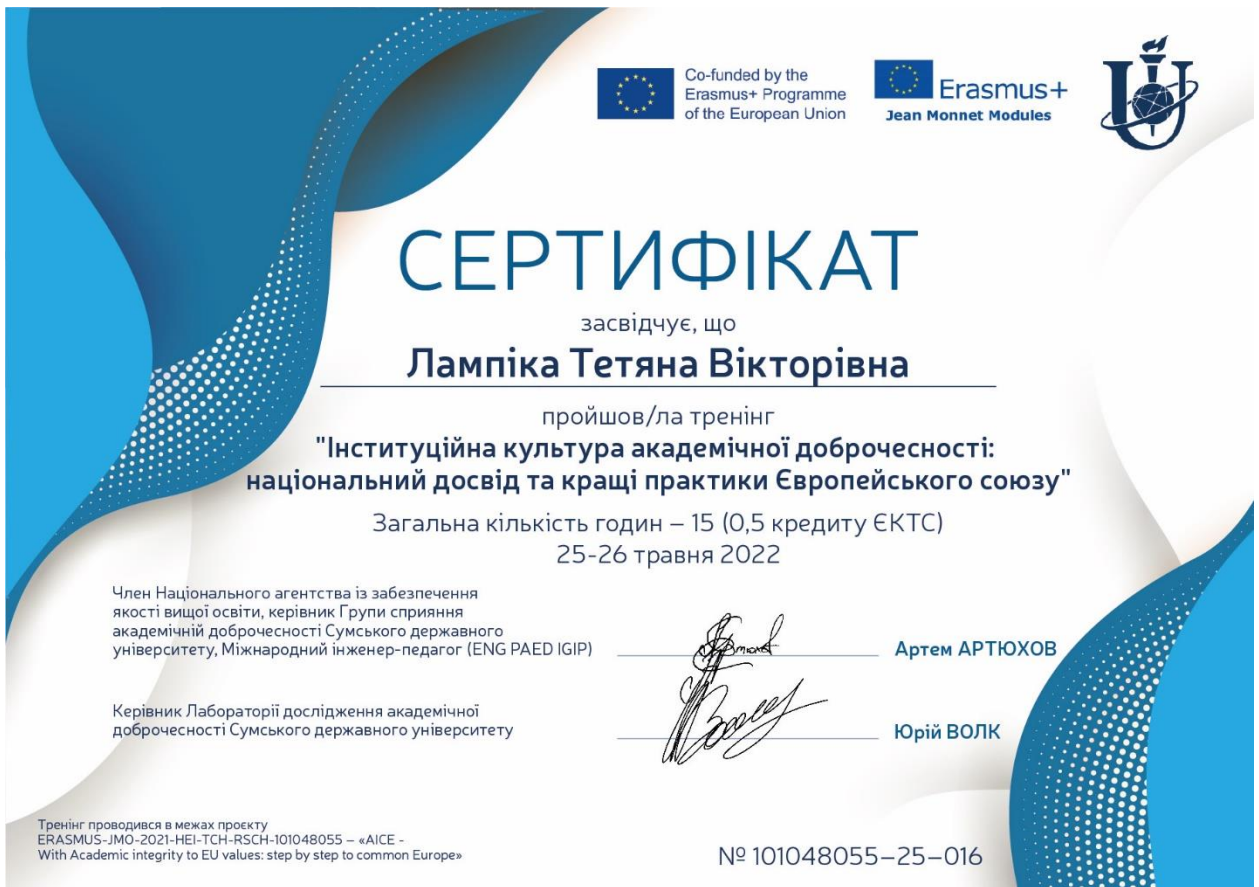 Co-funded by the
Erasmus+ Programme
of the European Union
Erasmus+
Jean Monnet Modules
СЕРТИФІКАТ
засвідчує, що
Лампіка Тетяна Вікторівна
пройшов/ла тренінг
"Інституційна культура академічної доброчесності:
національний досвід та кращі практики Європейського союзу"
Загальна кількість годин – 15 (0,5 кредиту ЄКТС)
25-26 травня 2022
Член Національного агентства із забезпечення
якості вищої освіти, керівник Групи сприяння
академічній доброчесності Сумського державного
університету, Міжнародний інженер-педагог (ENG PAED IGIP)
Артем АРТЮХОВ
Керівник Лабораторії дослідження академічної
доброчесності Сумського державного університету
Юрій ВОЛК
Тренінг проводився в межах проєкту
ERASMUS-JMO-2021-HEI-TCH-RSCH-101048055 – «AICE -
With Academic integrity to EU values: step by step to common Europe»
№ 101048055–25–016